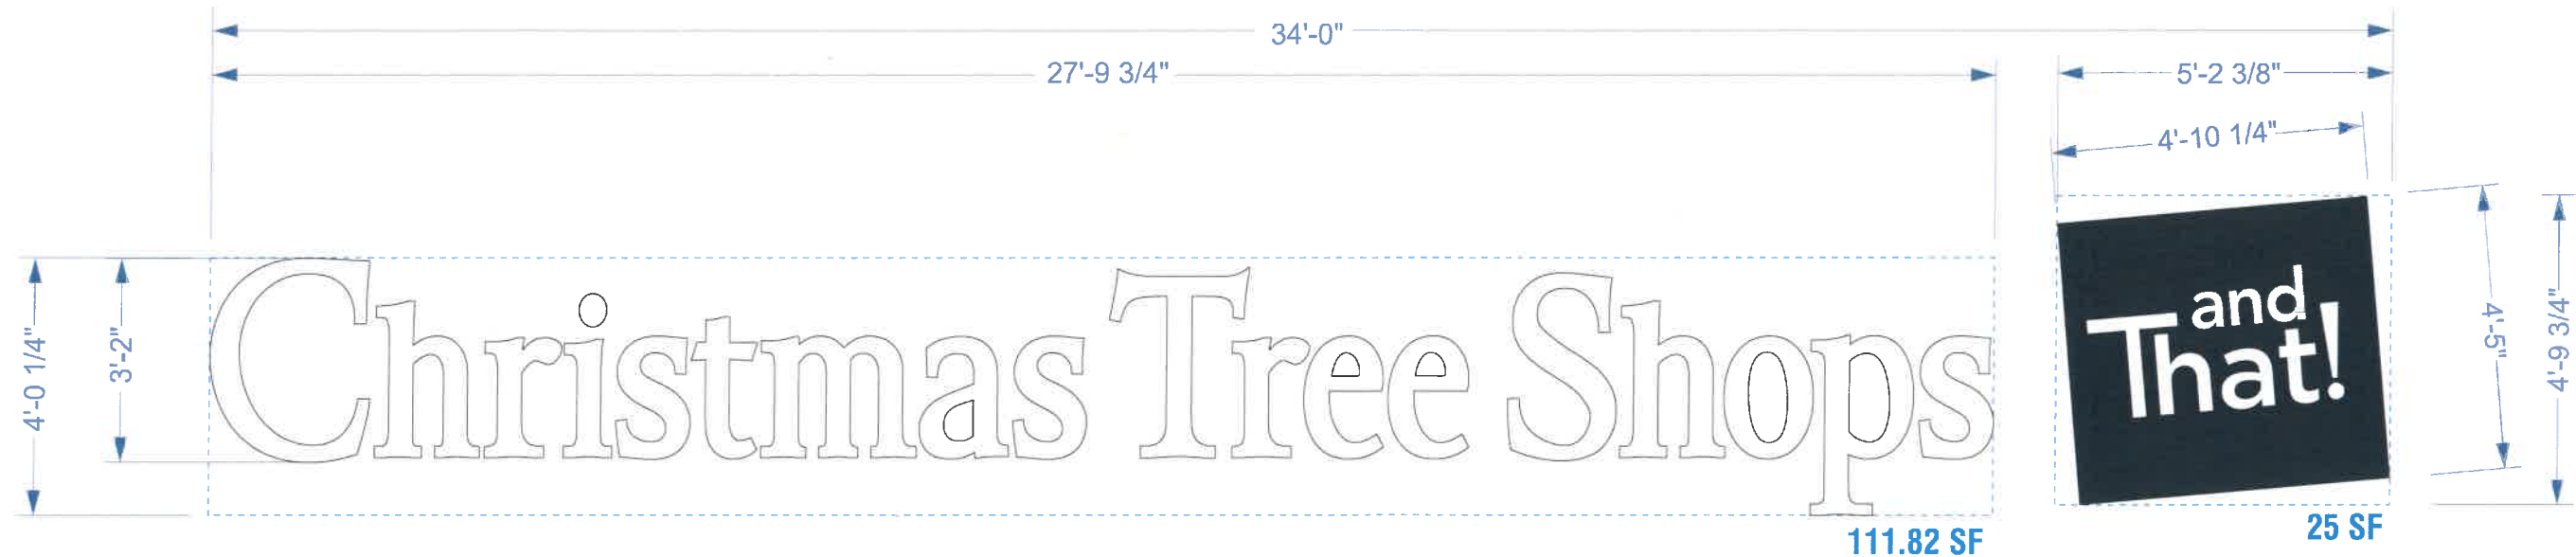 34'-0"
27'-9 3/4"
5'-2 3/8"
4'-10 1/4"
4'-0 1/4"
3'-2"
Christmas Tree Shops
and
That!
4'-5"
4'-9 3/4"
111.82 SF
25 SF